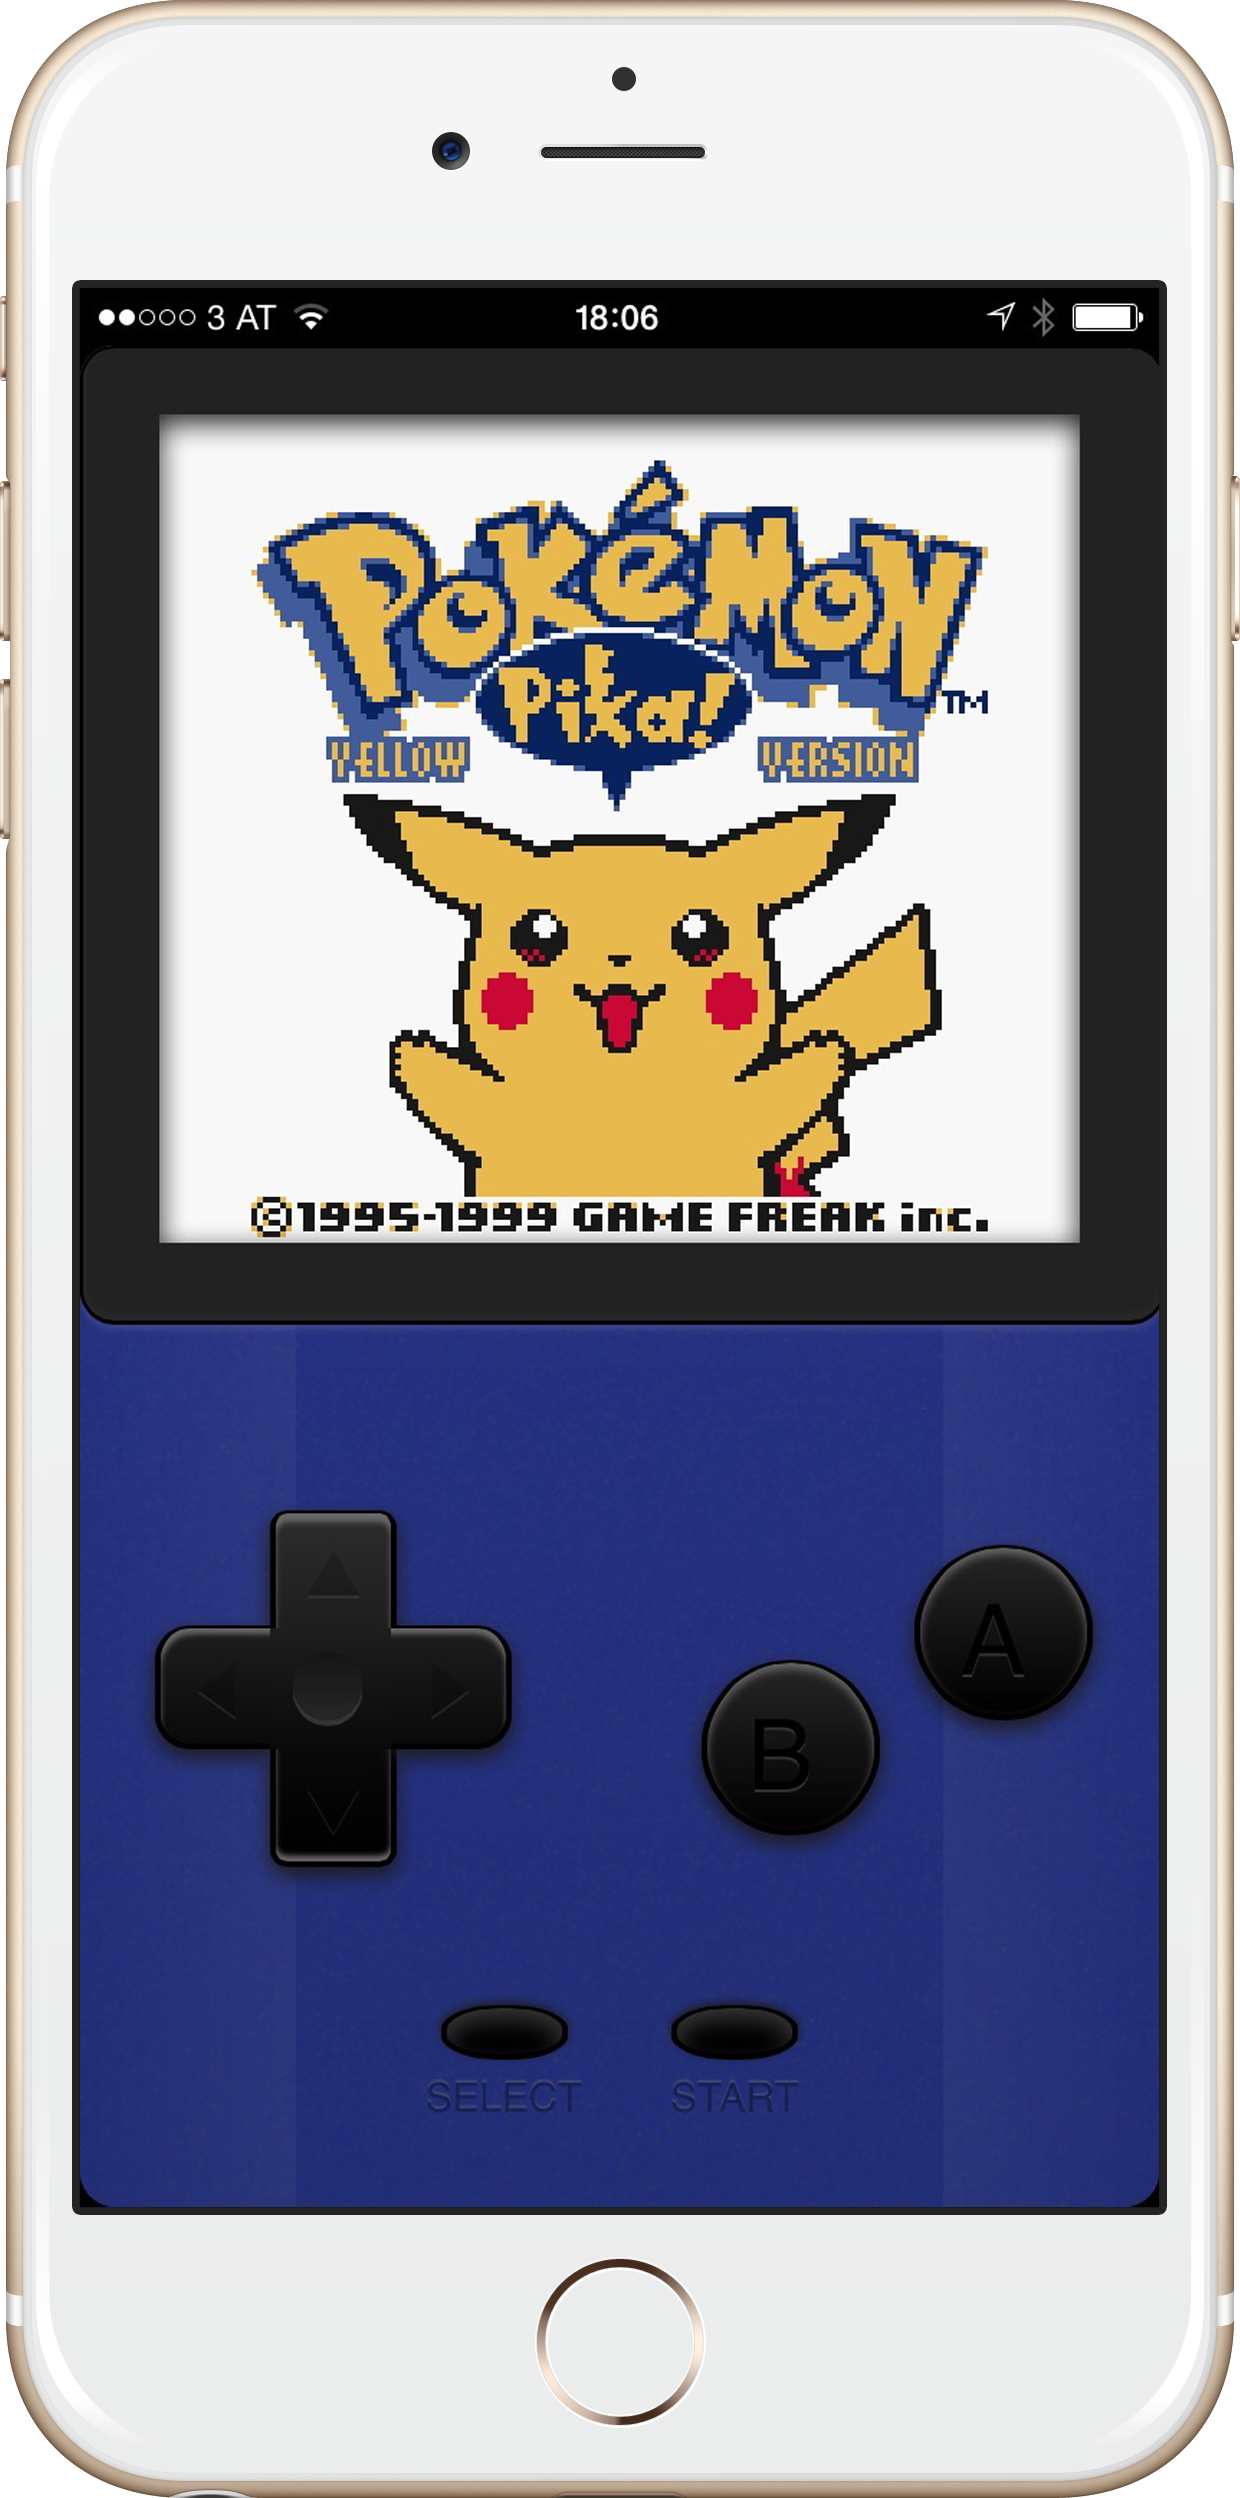 3 AT 18:06
POKéMON
TM
Pika!
YELLOW VERSION
©1995-1999 GAME FREAK inc.
A
B
SELECT START